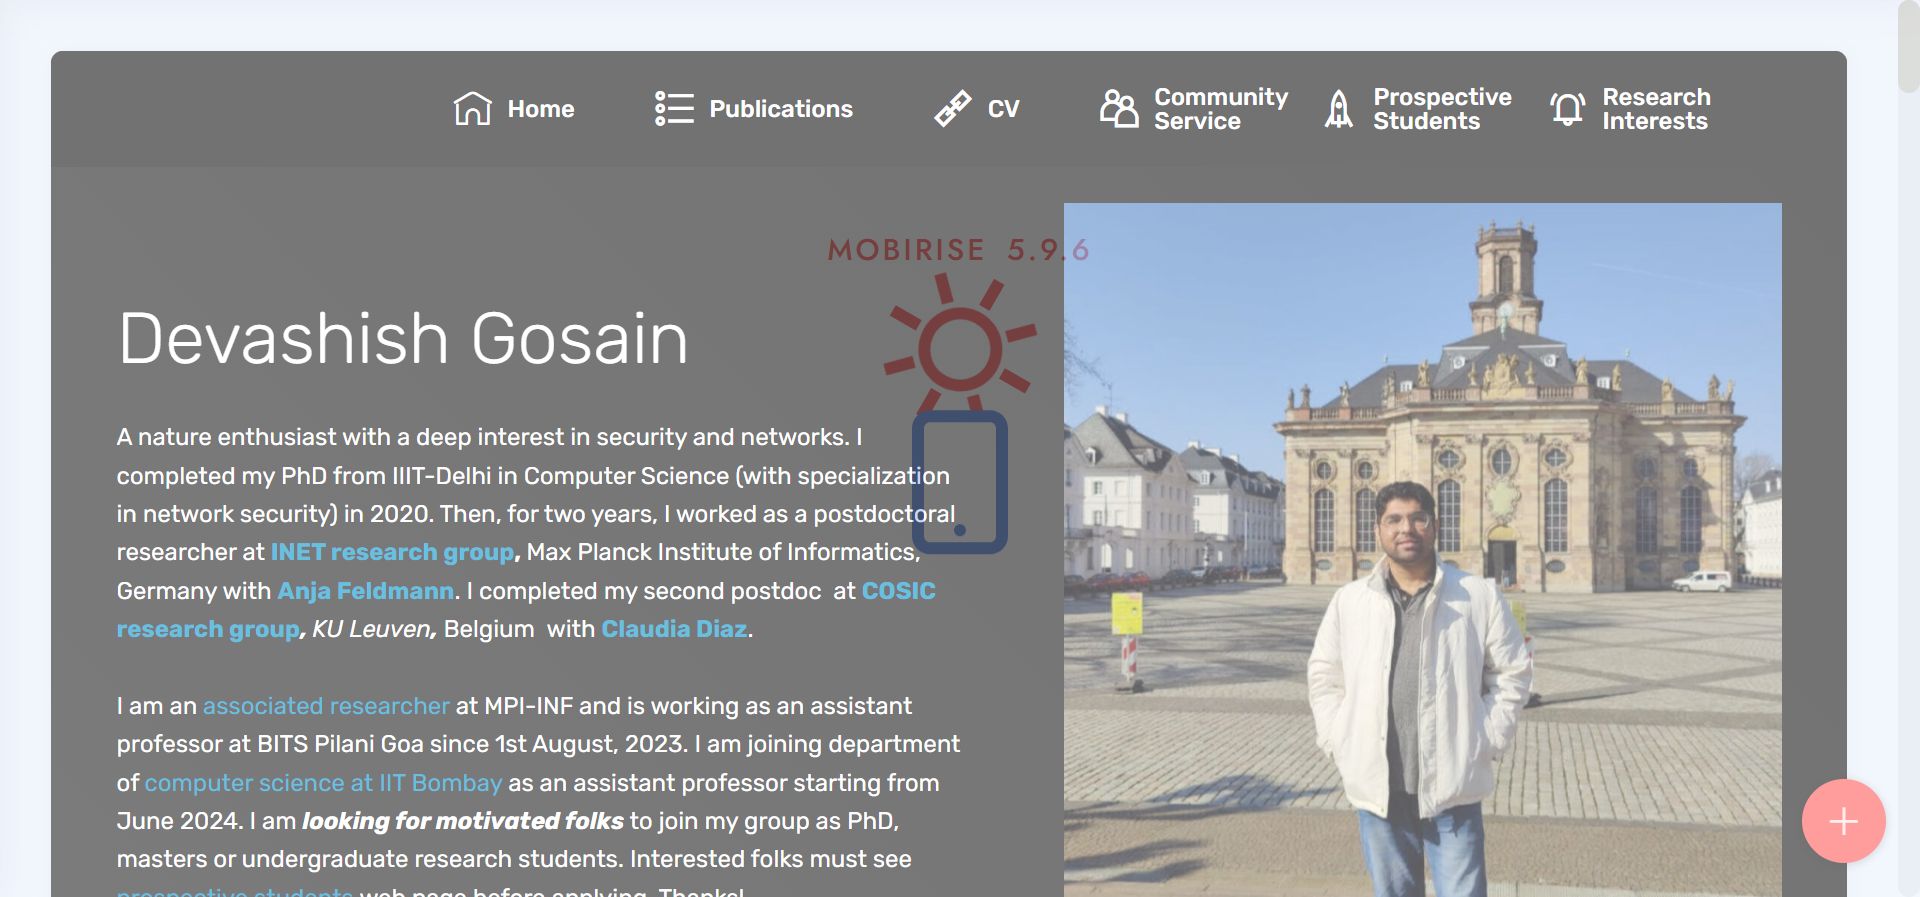 Home
Publications
CV
Community
Service
Prospective
Students
Research
Interests
MOBIRISE 5.9.6
Devashish Gosain
A nature enthusiast with a deep interest in security and networks. I
completed my PhD from IIIT-Delhi in Computer Science (with specialization
in network security) in 2020. Then, for two years, I worked as a postdoctoral
researcher at INET research group, Max Planck Institute of Informatics,
Germany with Anja Feldmann. I completed my second postdoc at COSIC
research group, KU Leuven, Belgium with Claudia Diaz.
I am an associated researcher at MPI-INF and is working as an assistant
professor at BITS Pilani Goa since 1st August, 2023. I am joining department
of computer science at IIT Bombay as an assistant professor starting from
June 2024. I am looking for motivated folks to join my group as PhD,
masters or undergraduate research students. Interested folks must see
prospective students web page before applying. Thanks!